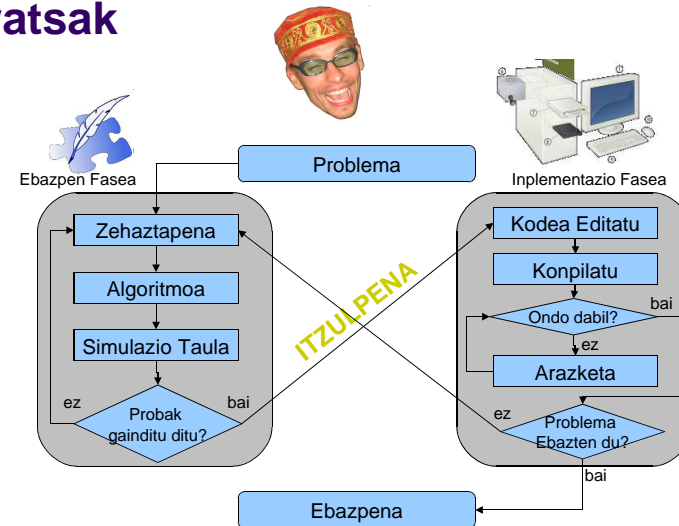 Problema
Ebazpen Fasea
Zehaztapena
Algoritmoa
Simulazio Taula
Probak
gainditu ditu?
ez
bai
ITZULPENA
Inplementazio Fasea
Kodea Editatu
Konpilatu
Ondo dabil?
bai
ez
Arazketa
ez
Problema
Ebazten du?
bai
Ebazpena